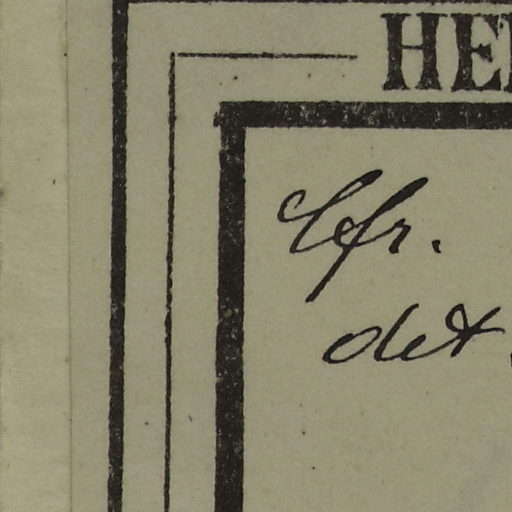 HE
Cfr.
det.